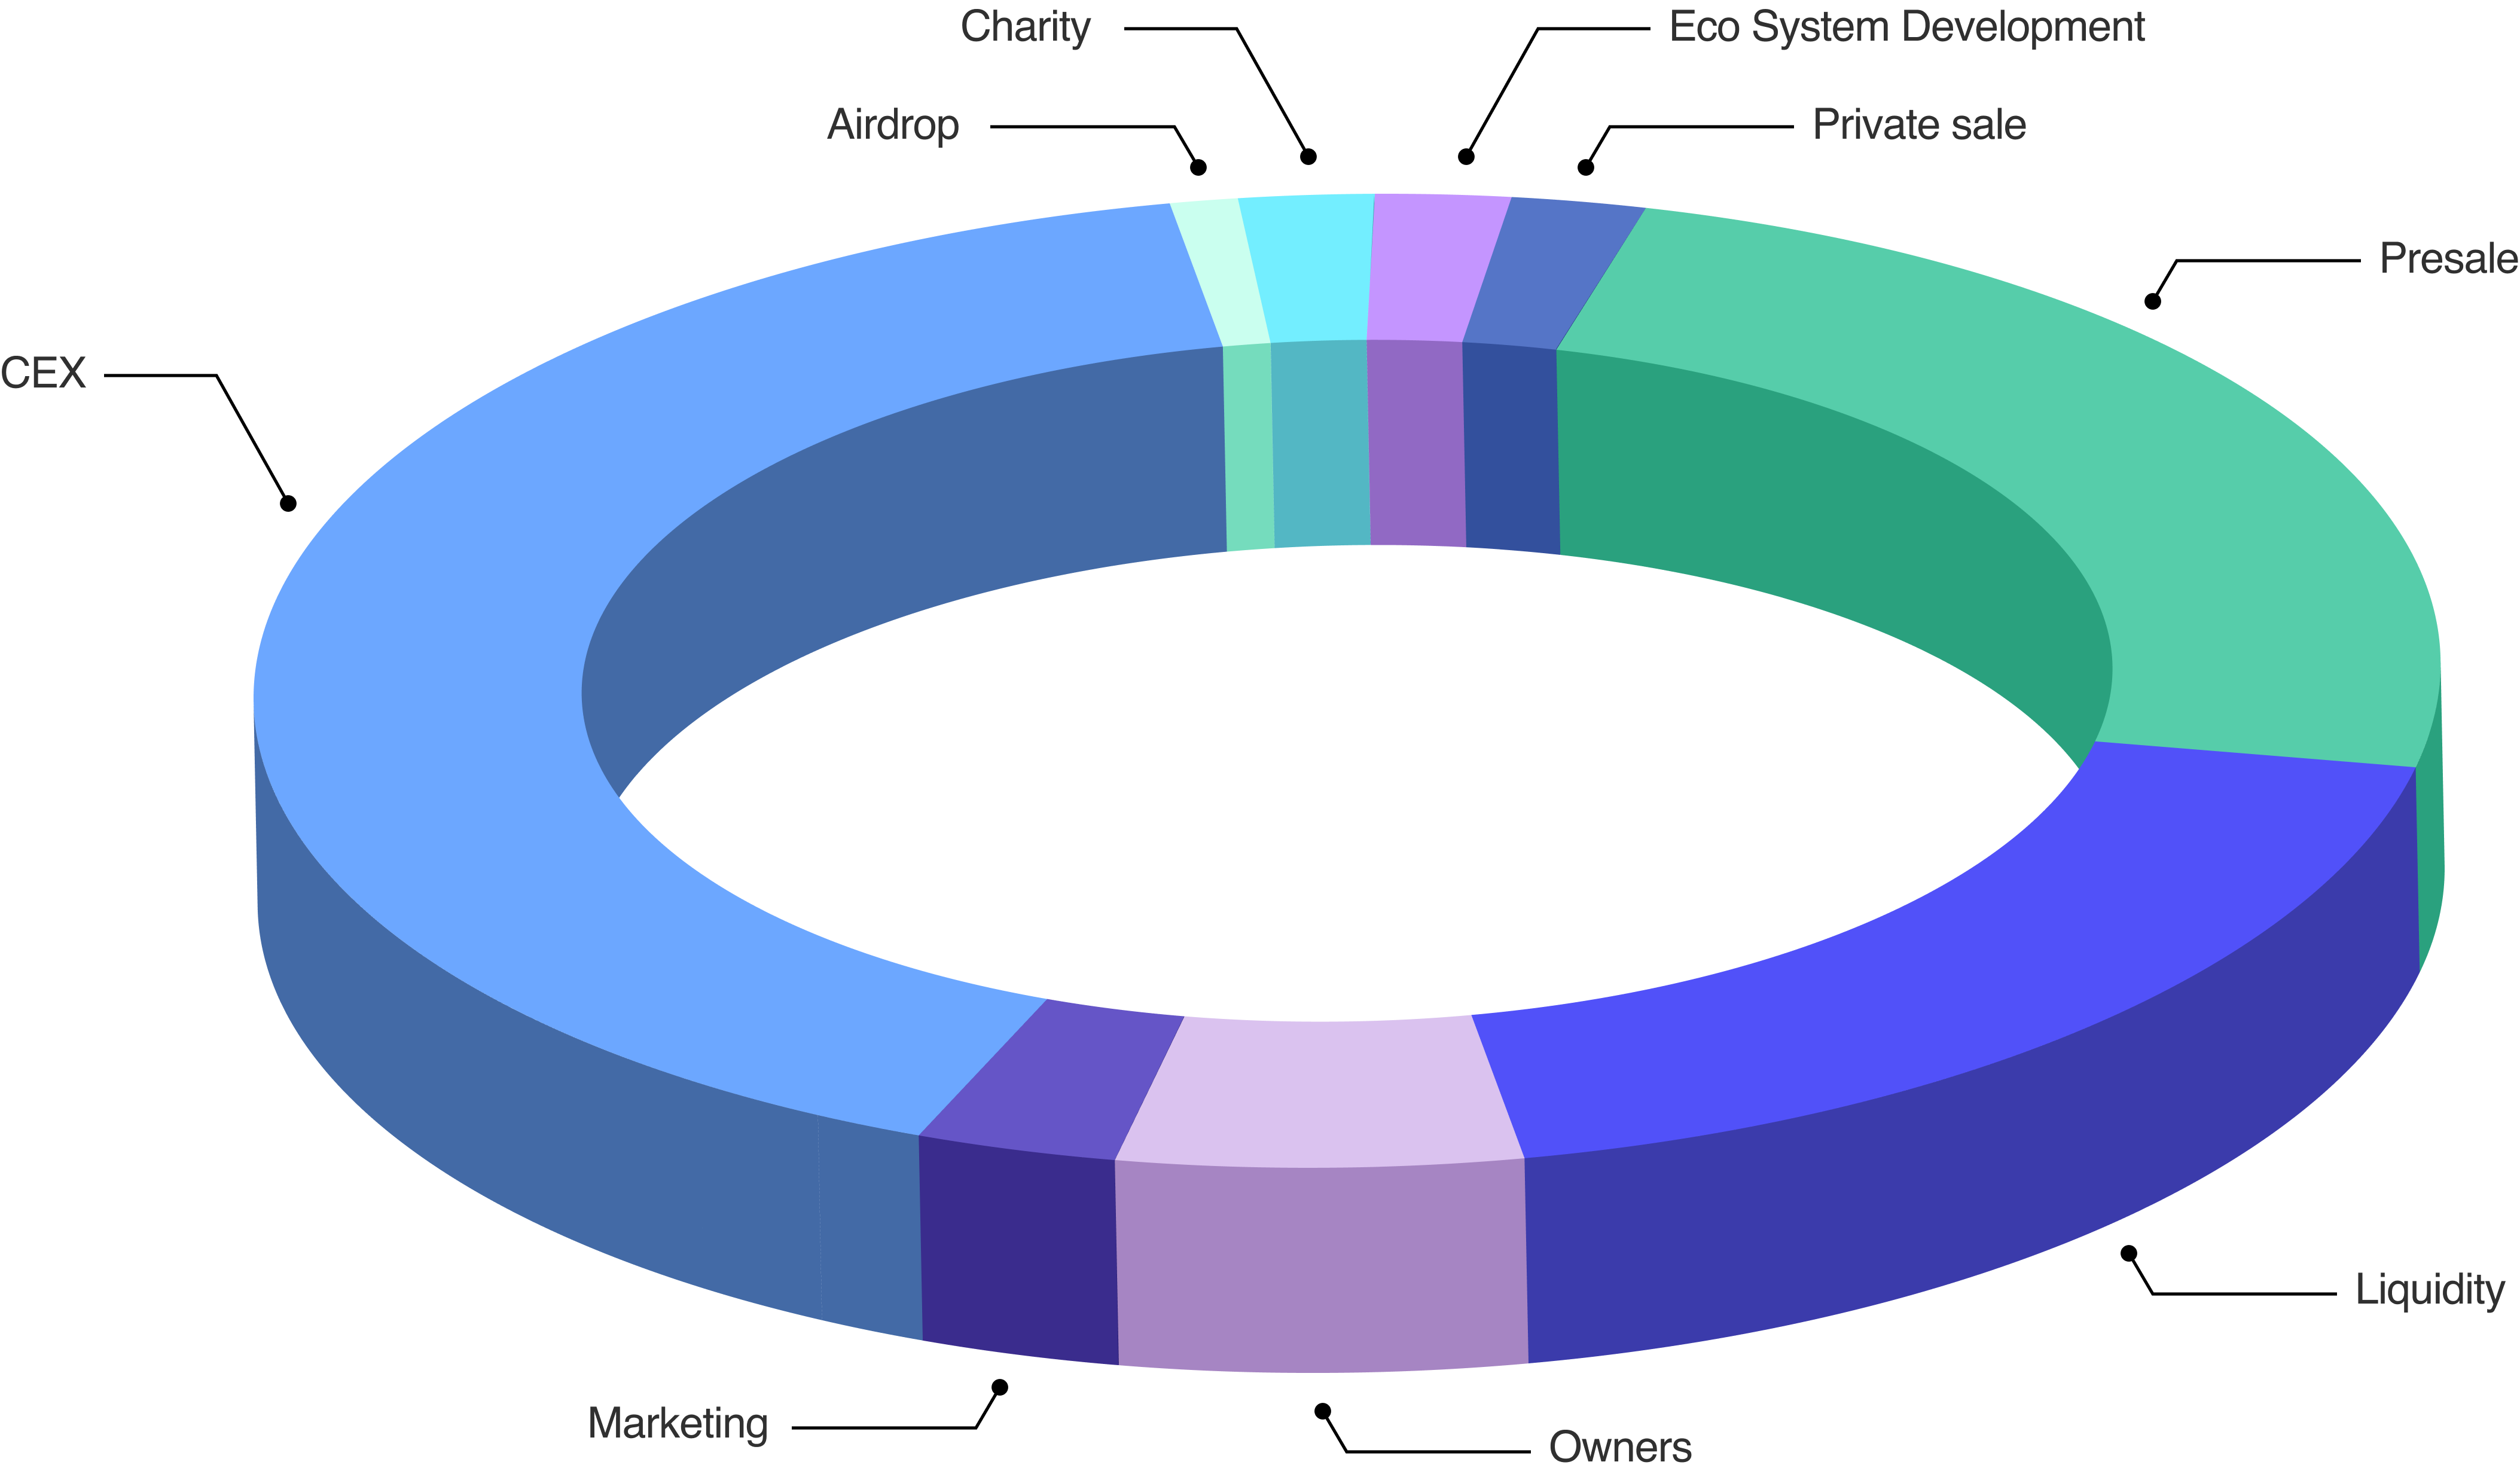 Charity
Eco System Development
Airdrop
Private sale
Presale
CEX
Liquidity
Marketing
Owners